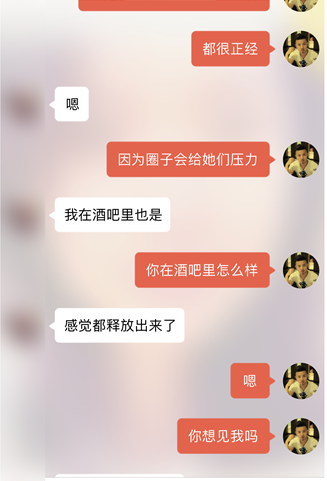 都很正经
嗯
因为圈子会给她们压力
我在酒吧里也是
你在酒吧里怎么样
感觉都释放出来了
嗯
你想见我吗